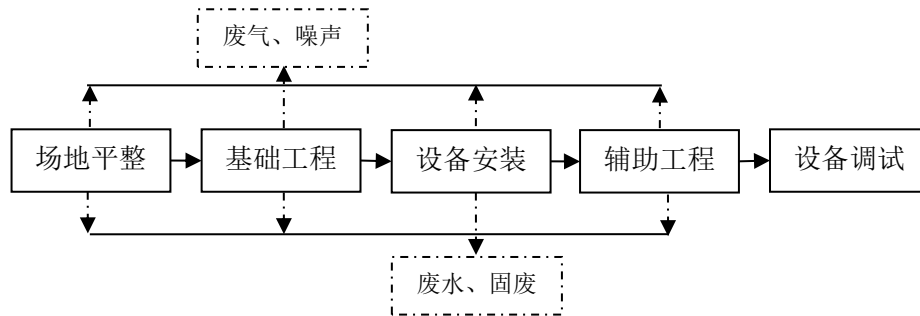 废气、噪声
场地平整
基础工程
设备安装
辅助工程
设备调试
废水、固废